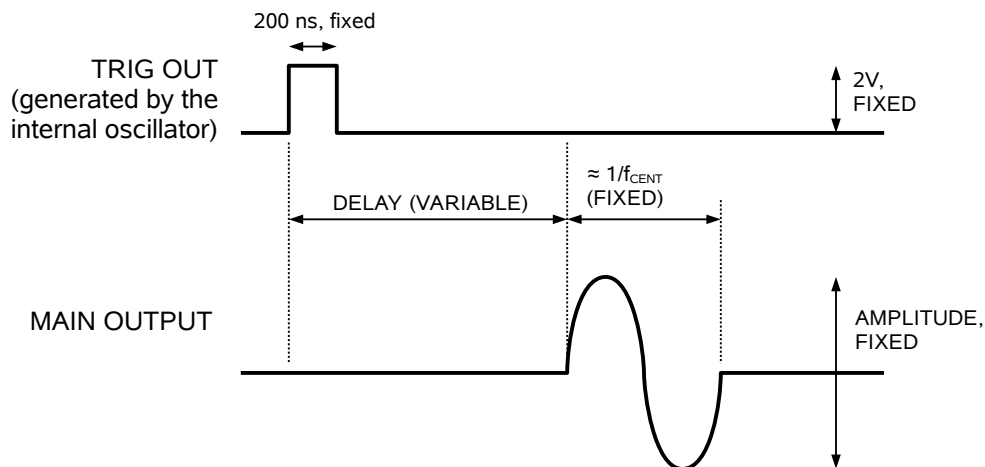 200 ns, fixed
TRIG OUT
(generated by the
internal oscillator)
2V,
FIXED
≈ 1/fCENT
(FIXED)
DELAY (VARIABLE)
MAIN OUTPUT
AMPLITUDE,
FIXED